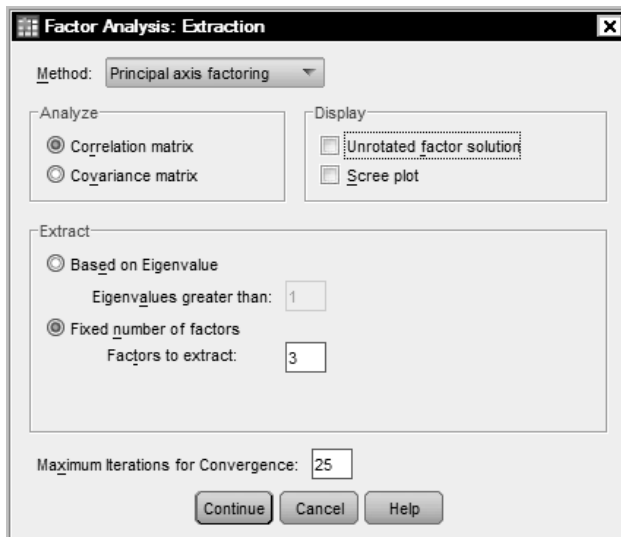 Factor Analysis: Extraction
Method: Principal axis factoring
Analyze
Correlation matrix
Covariance matrix
Display
Unrotated factor solution
Scree plot
Extract
Based on Eigenvalue
Eigenvalues greater than: 1
Fixed number of factors
Factors to extract: 3
Maximum Iterations for Convergence: 25
Continue Cancel Help